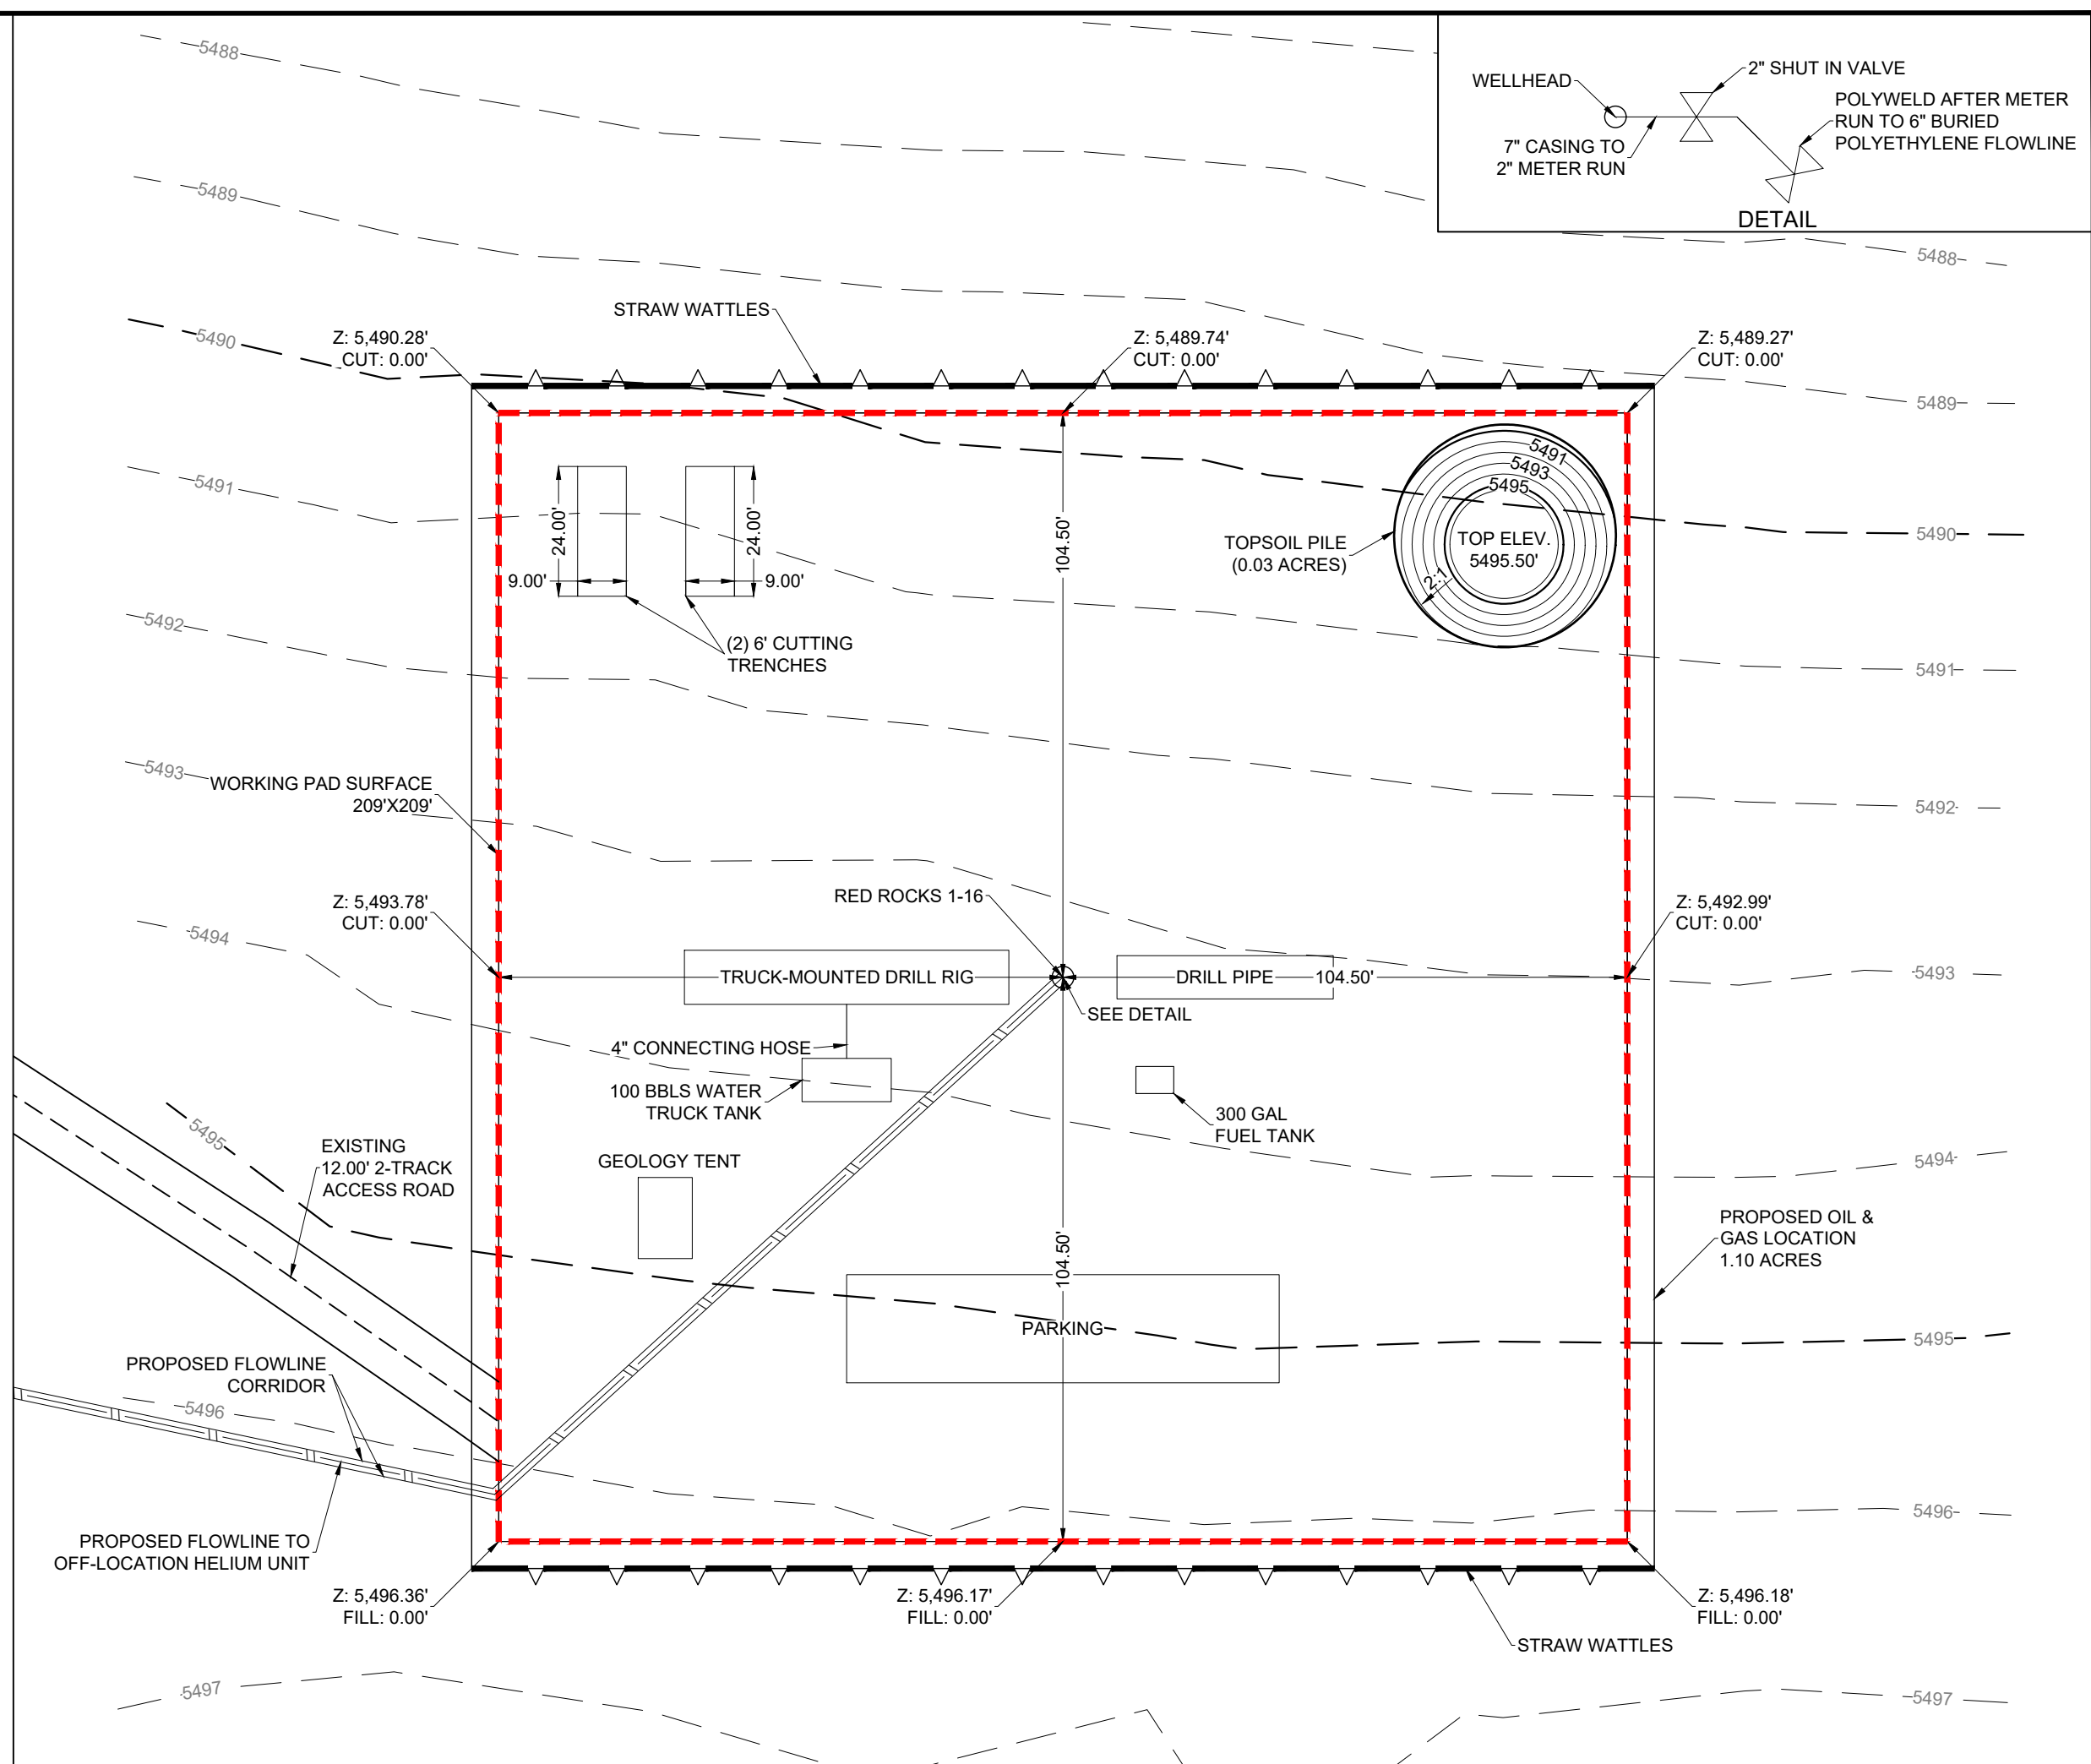 5488
WELLHEAD
2" SHUT IN VALVE
POLYWELD AFTER METER
RUN TO 6" BURIED
POLYETHYLENE FLOWLINE
7" CASING TO
2" METER RUN
DETAIL
5489
5488
STRAW WATTLES
5490
Z: 5,490.28'
CUT: 0.00'
Z: 5,489.74'
CUT: 0.00'
Z: 5,489.27'
CUT: 0.00'
5489
5491
24.00'
24.00'
9.00'
9.00'
104.50'
5491
5493
5495
TOP ELEV.
5495.50'
2:1
TOPSOIL PILE
(0.03 ACRES)
5490
5492
(2) 6' CUTTING
TRENCHES
5491
5493
WORKING PAD SURFACE
209'X209'
5492
5494
Z: 5,493.78'
CUT: 0.00'
RED ROCKS 1-16
Z: 5,492.99'
CUT: 0.00'
TRUCK-MOUNTED DRILL RIG
DRILL PIPE
104.50'
5493
SEE DETAIL
4" CONNECTING HOSE
100 BBLS WATER
TRUCK TANK
300 GAL
FUEL TANK
5495
EXISTING
12.00' 2-TRACK
ACCESS ROAD
GEOLOGY TENT
5494
PROPOSED OIL &
GAS LOCATION
1.10 ACRES
104.50'
PARKING
5495
PROPOSED FLOWLINE
CORRIDOR
5496
5496
PROPOSED FLOWLINE TO
OFF-LOCATION HELIUM UNIT
Z: 5,496.36'
FILL: 0.00'
Z: 5,496.17'
FILL: 0.00'
Z: 5,496.18'
FILL: 0.00'
STRAW WATTLES
5497
5497